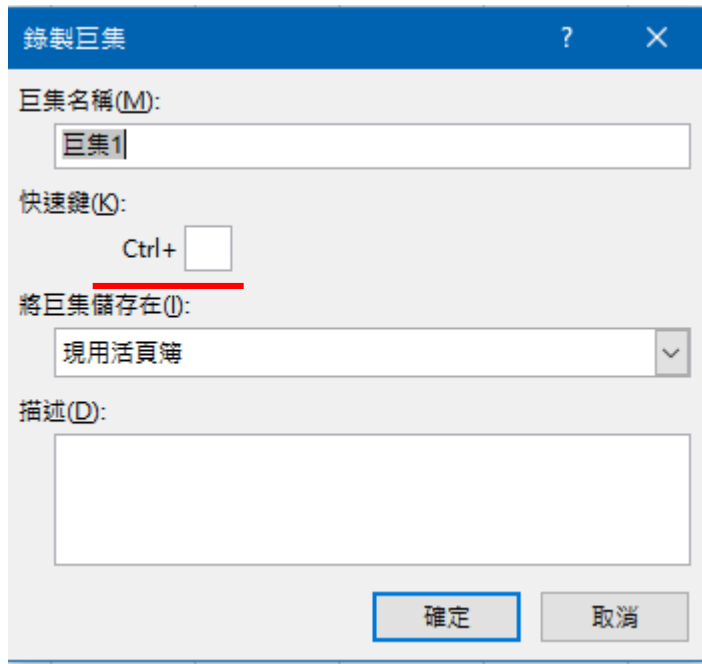 錄製巨集 ?
巨集名稱(M):
巨集1
快速鍵(K):
Ctrl+
將巨集儲存在(I):
現用活頁簿
描述(D):
確定 取消